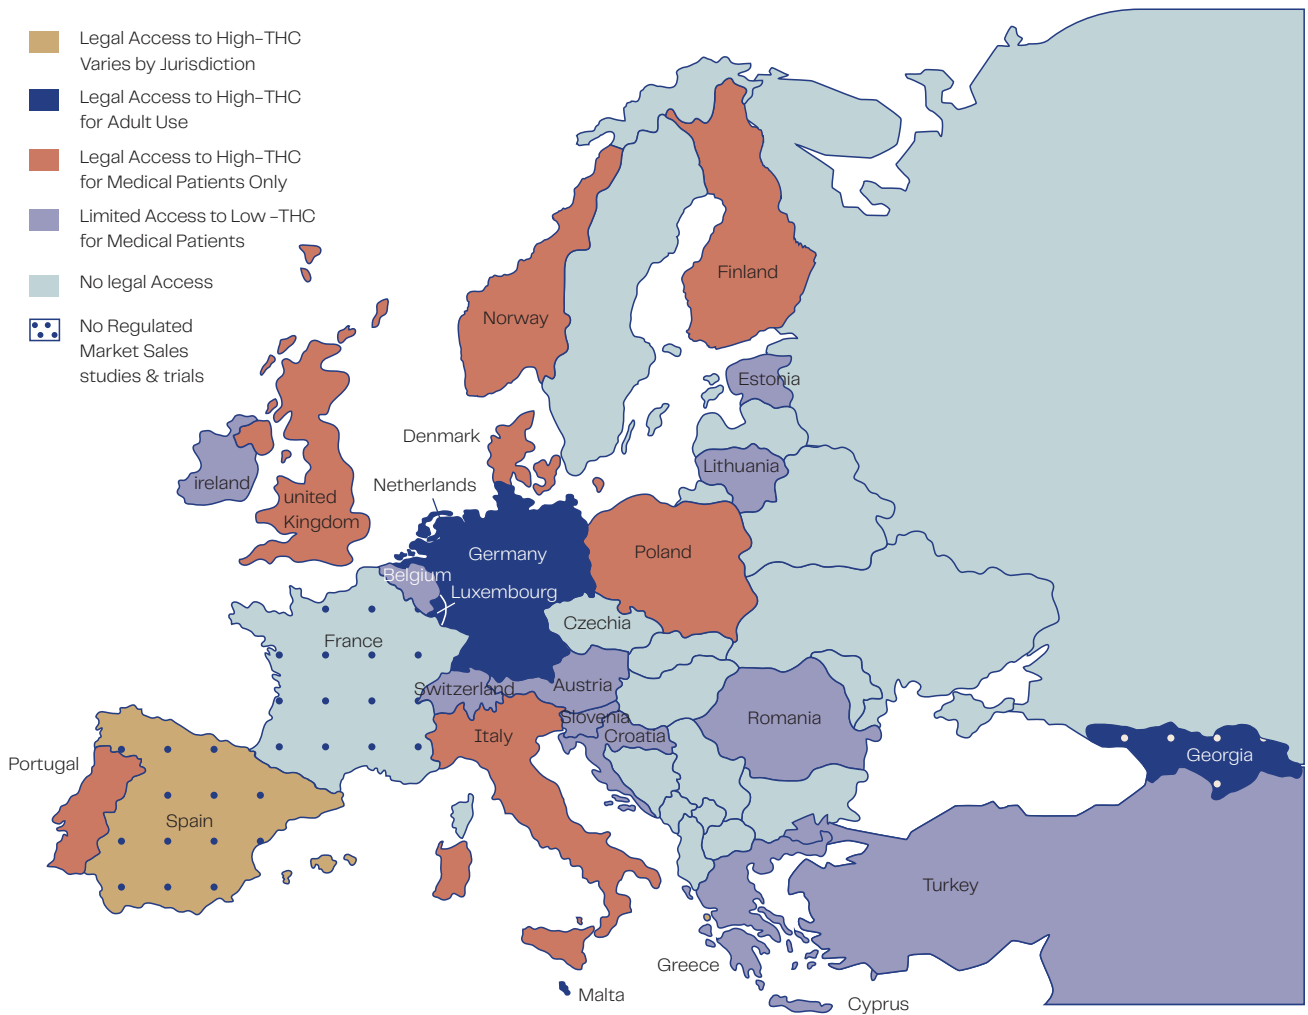 Legal Access to High-THC
Varies by Jurisdiction
Legal Access to High-THC
for Adult Use
Legal Access to High-THC
for Medical Patients Only
Limited Access to Low -THC
for Medical Patients
No legal Access
No Regulated
Market Sales
studies & trials
Finland
Norway
Estonia
Denmark
Lithuania
ireland
Netherlands
united
Kingdom
Germany
Poland
Belgium
Luxembourg
Czechia
France
Switzerland
Austria
Slovenia
Romania
Italy
Croatia
Georgia
Portugal
Spain
Turkey
Greece
Malta
Cyprus